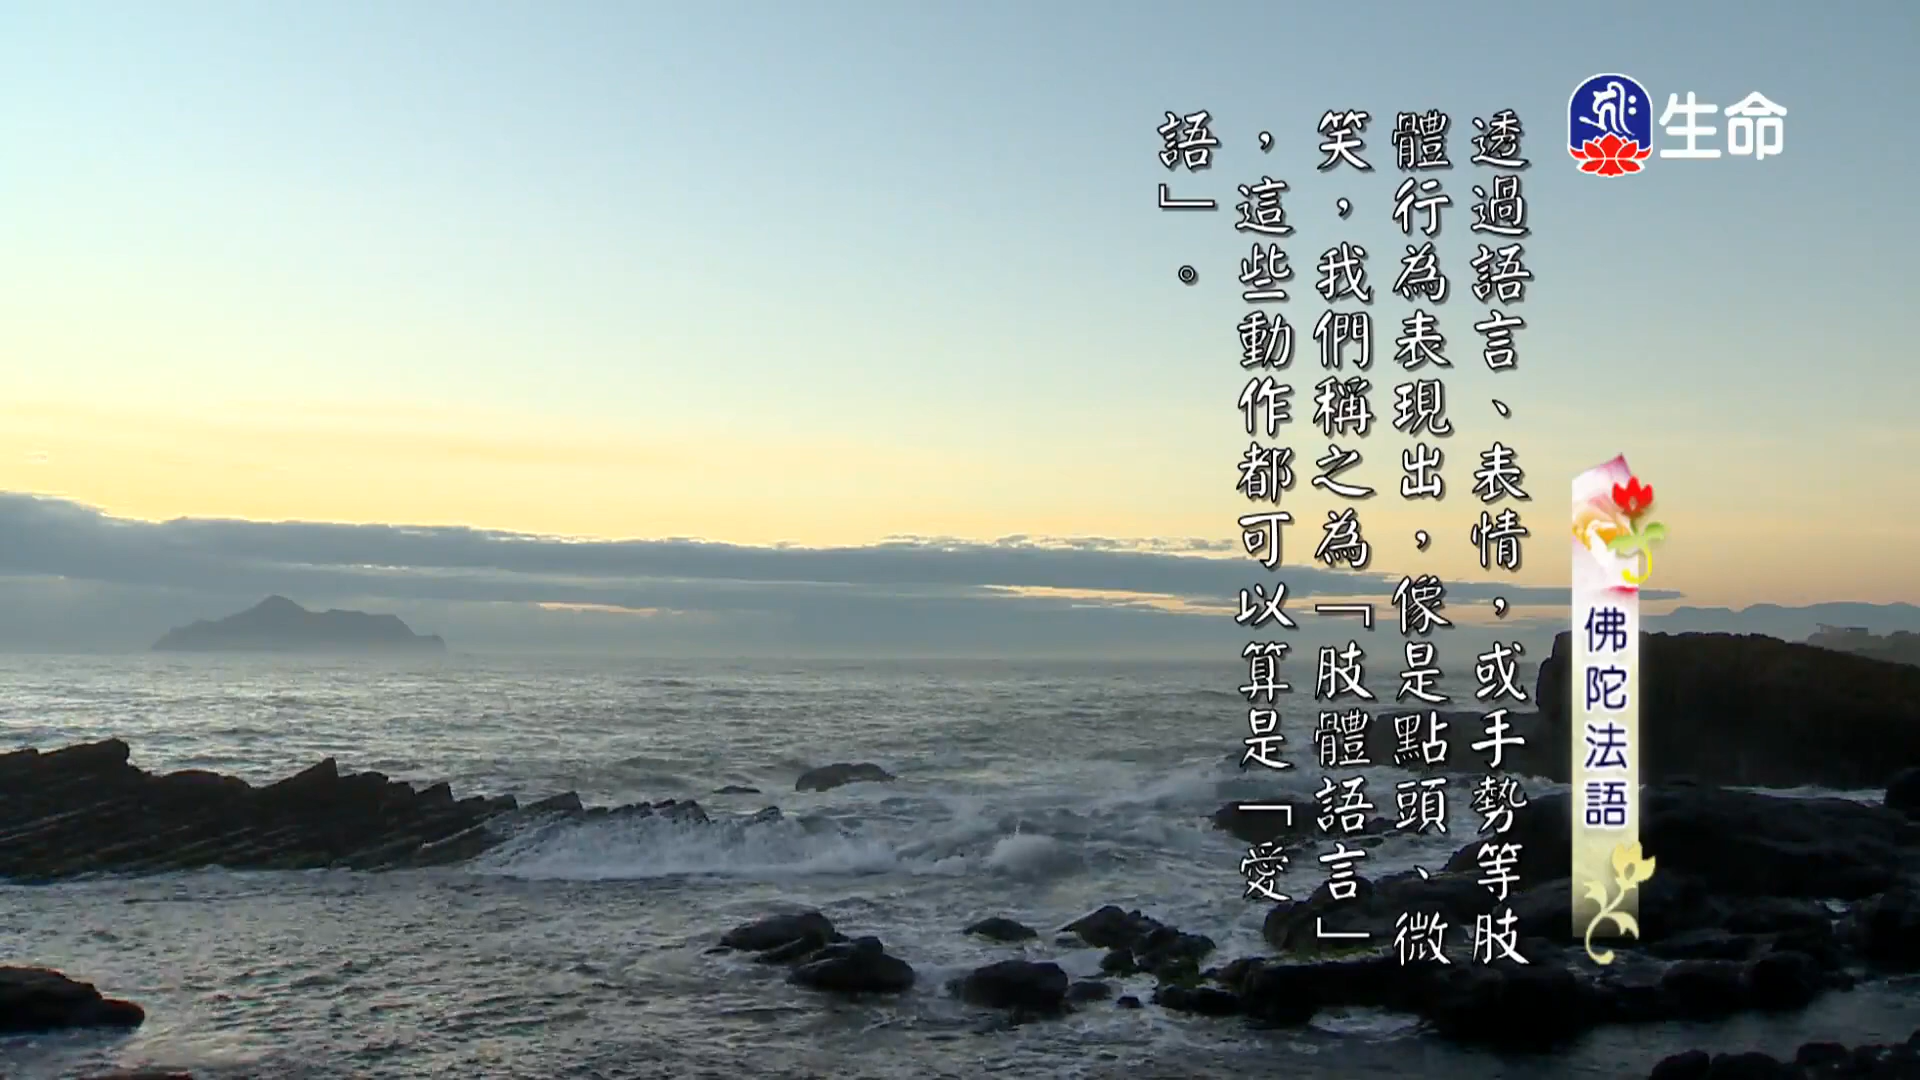 生命
佛陀法語
透過語言、表情，或手勢等肢
體行為表現出，像是點頭、微
笑，我們稱之為「肢體語言」
，這些動作都可以算是「愛
語」。